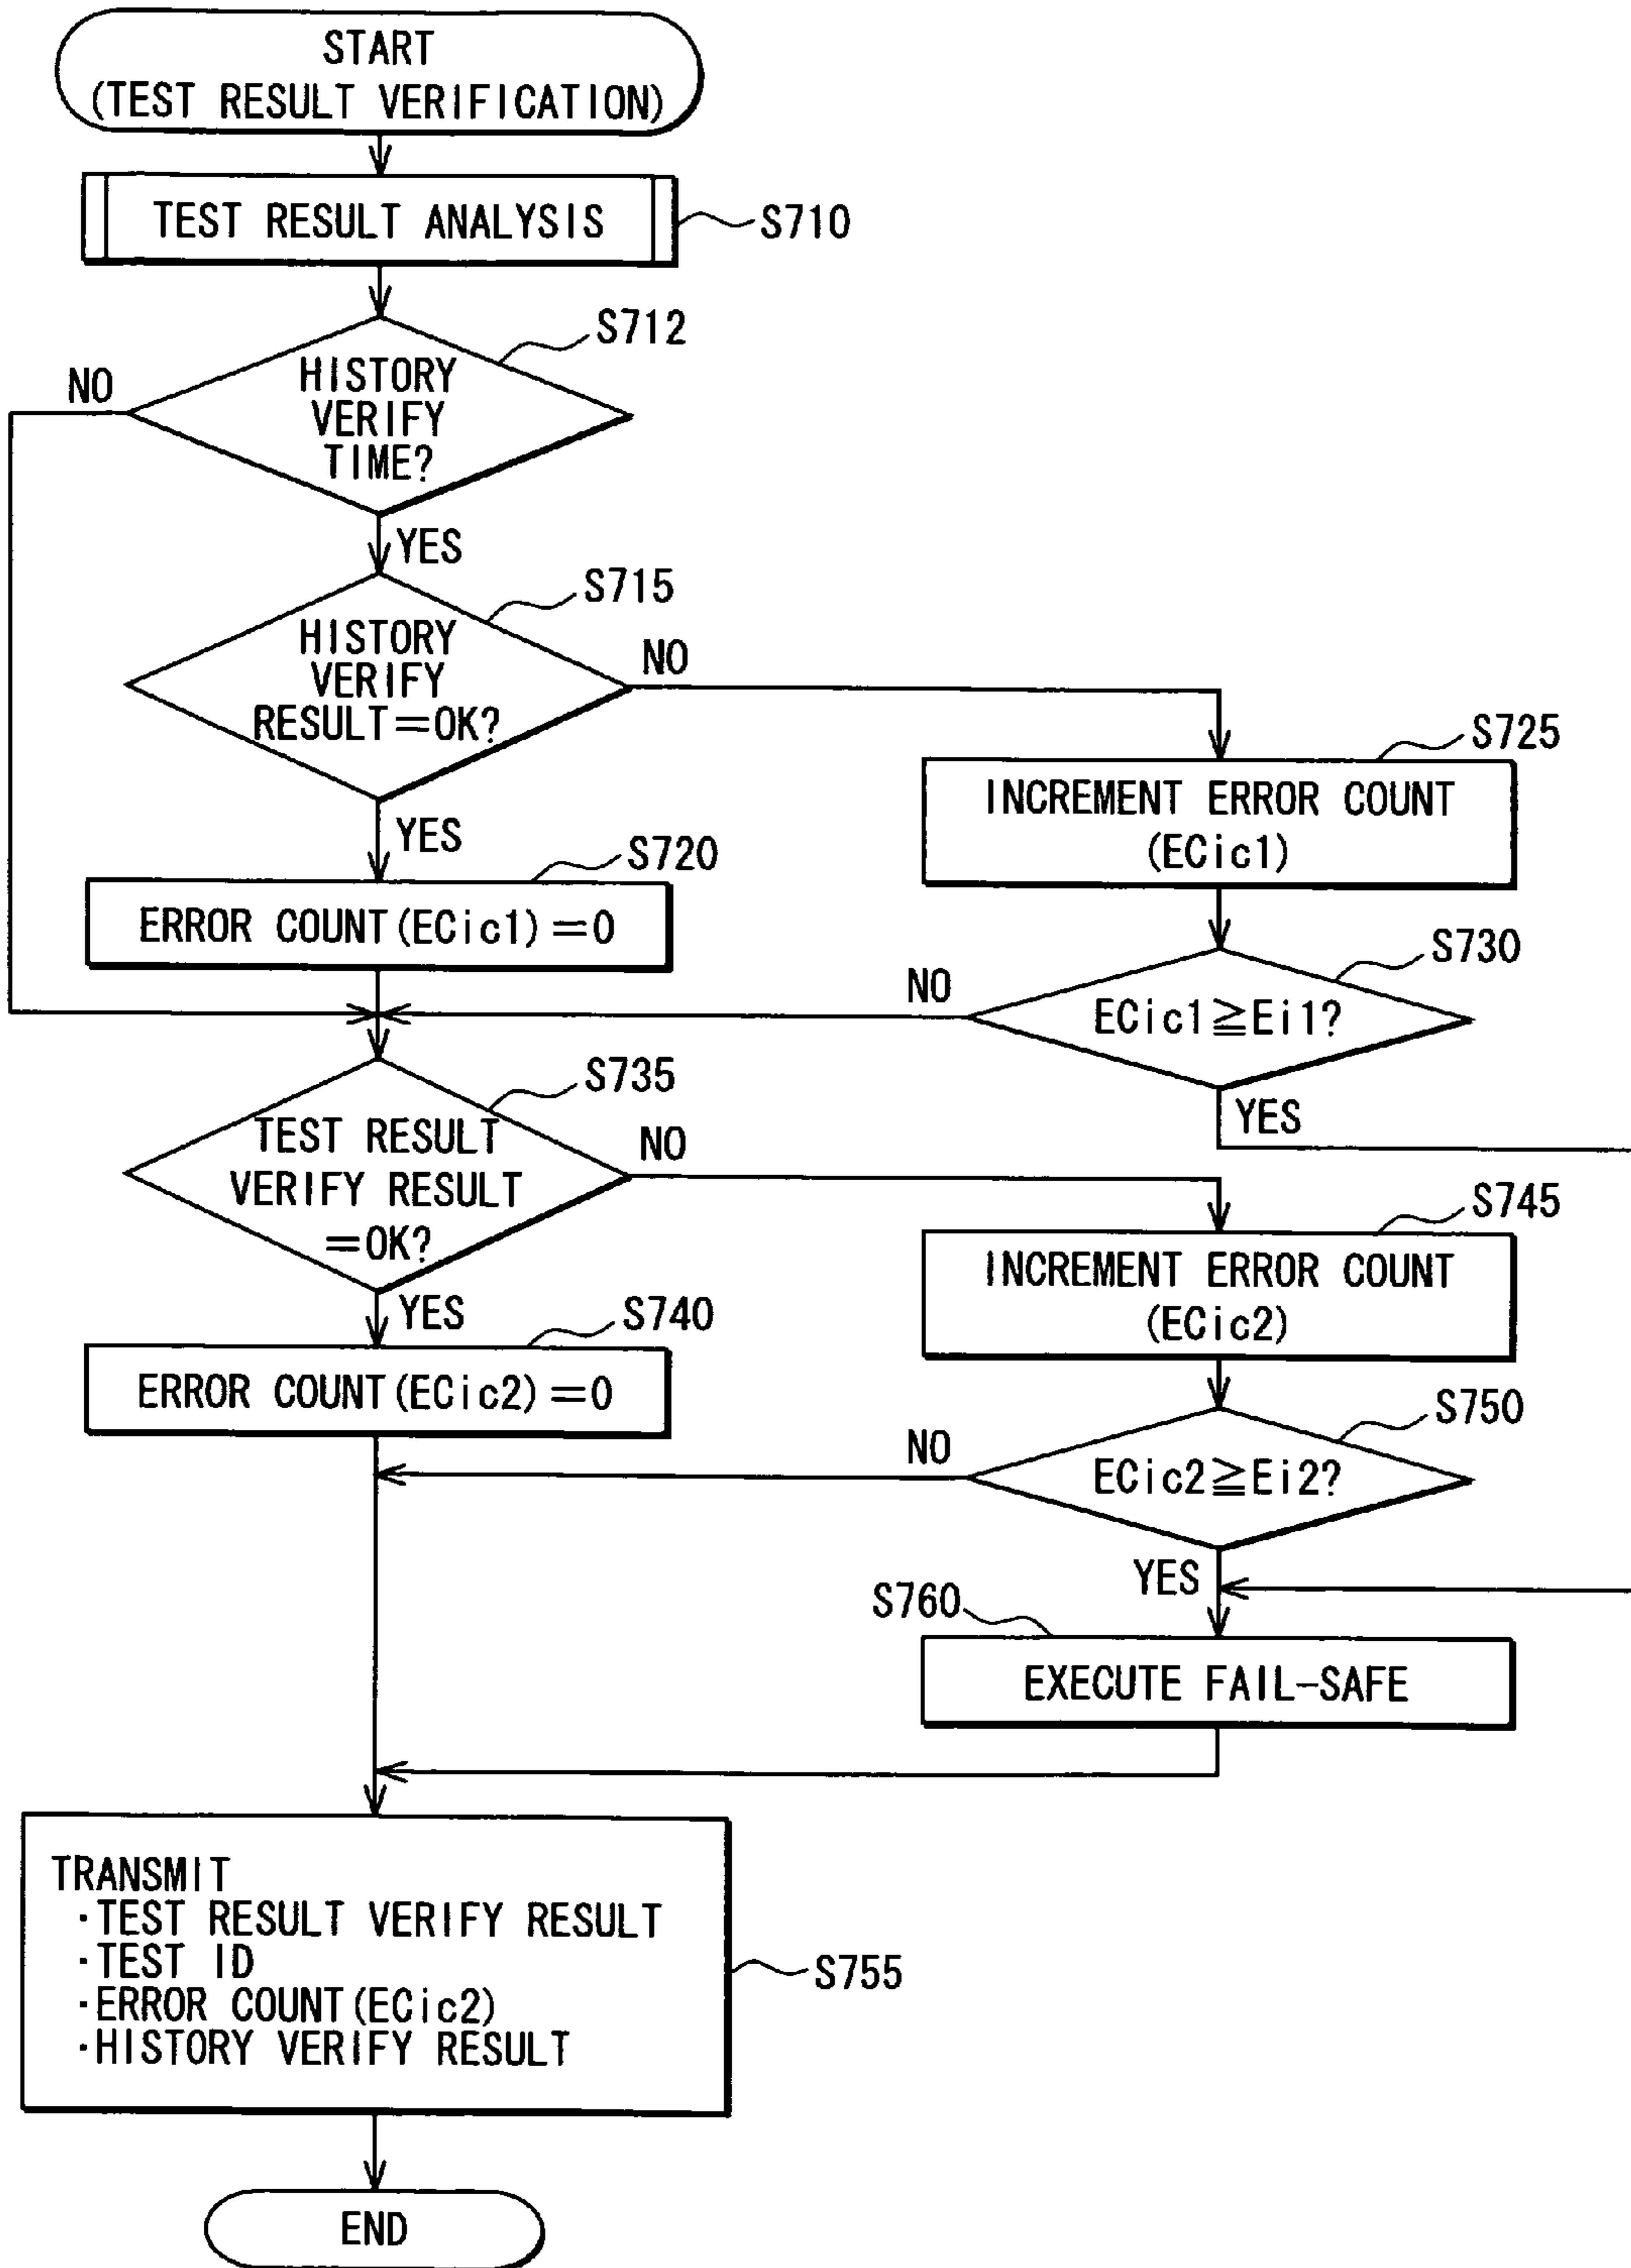 START
(TEST RESULT VERIFICATION)
TEST RESULT ANALYSIS
S710
S712
HISTORY
VERIFY
TIME?
NO
YES
S715
HISTORY
VERIFY
RESULT=OK?
NO
YES
S725
INCREMENT ERROR COUNT
(ECic1)
S720
ERROR COUNT(ECic1)=0
S730
ECic1≧Ei1?
NO
YES
S735
TEST RESULT
VERIFY RESULT
=OK?
NO
YES
S745
INCREMENT ERROR COUNT
(ECic2)
S740
ERROR COUNT(ECic2)=0
S750
ECic2≧Ei2?
NO
YES
S760
EXECUTE FAIL-SAFE
TRANSMIT
·TEST RESULT VERIFY RESULT
·TEST ID
·ERROR COUNT(ECic2)
·HISTORY VERIFY RESULT
S755
END